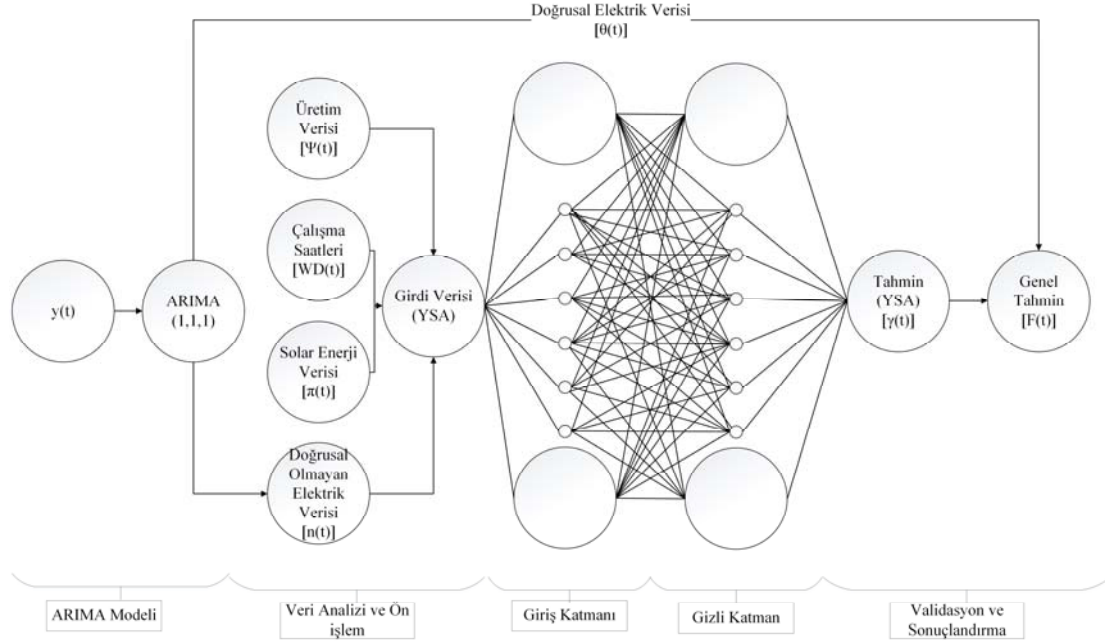 Doğrusal Elektrik Verisi
[θ(t)]
Üretim
Verisi
[Ψ(t)]
Çalışma
Saatleri
[WD(t)]
y(t)
ARIMA
(1,1,1)
Girdi Verisi
(YSA)
Solar Enerji
Verisi
[π(t)]
Doğrusal
Olmayan
Elektrik
Verisi
[n(t)]
Tahmin
(YSA)
[γ(t)]
Genel
Tahmin
[F(t)]
ARIMA Modeli
Veri Analizi ve Ön
işlem
Giriş Katmanı
Gizli Katman
Validasyon ve
Sonuçlandırma